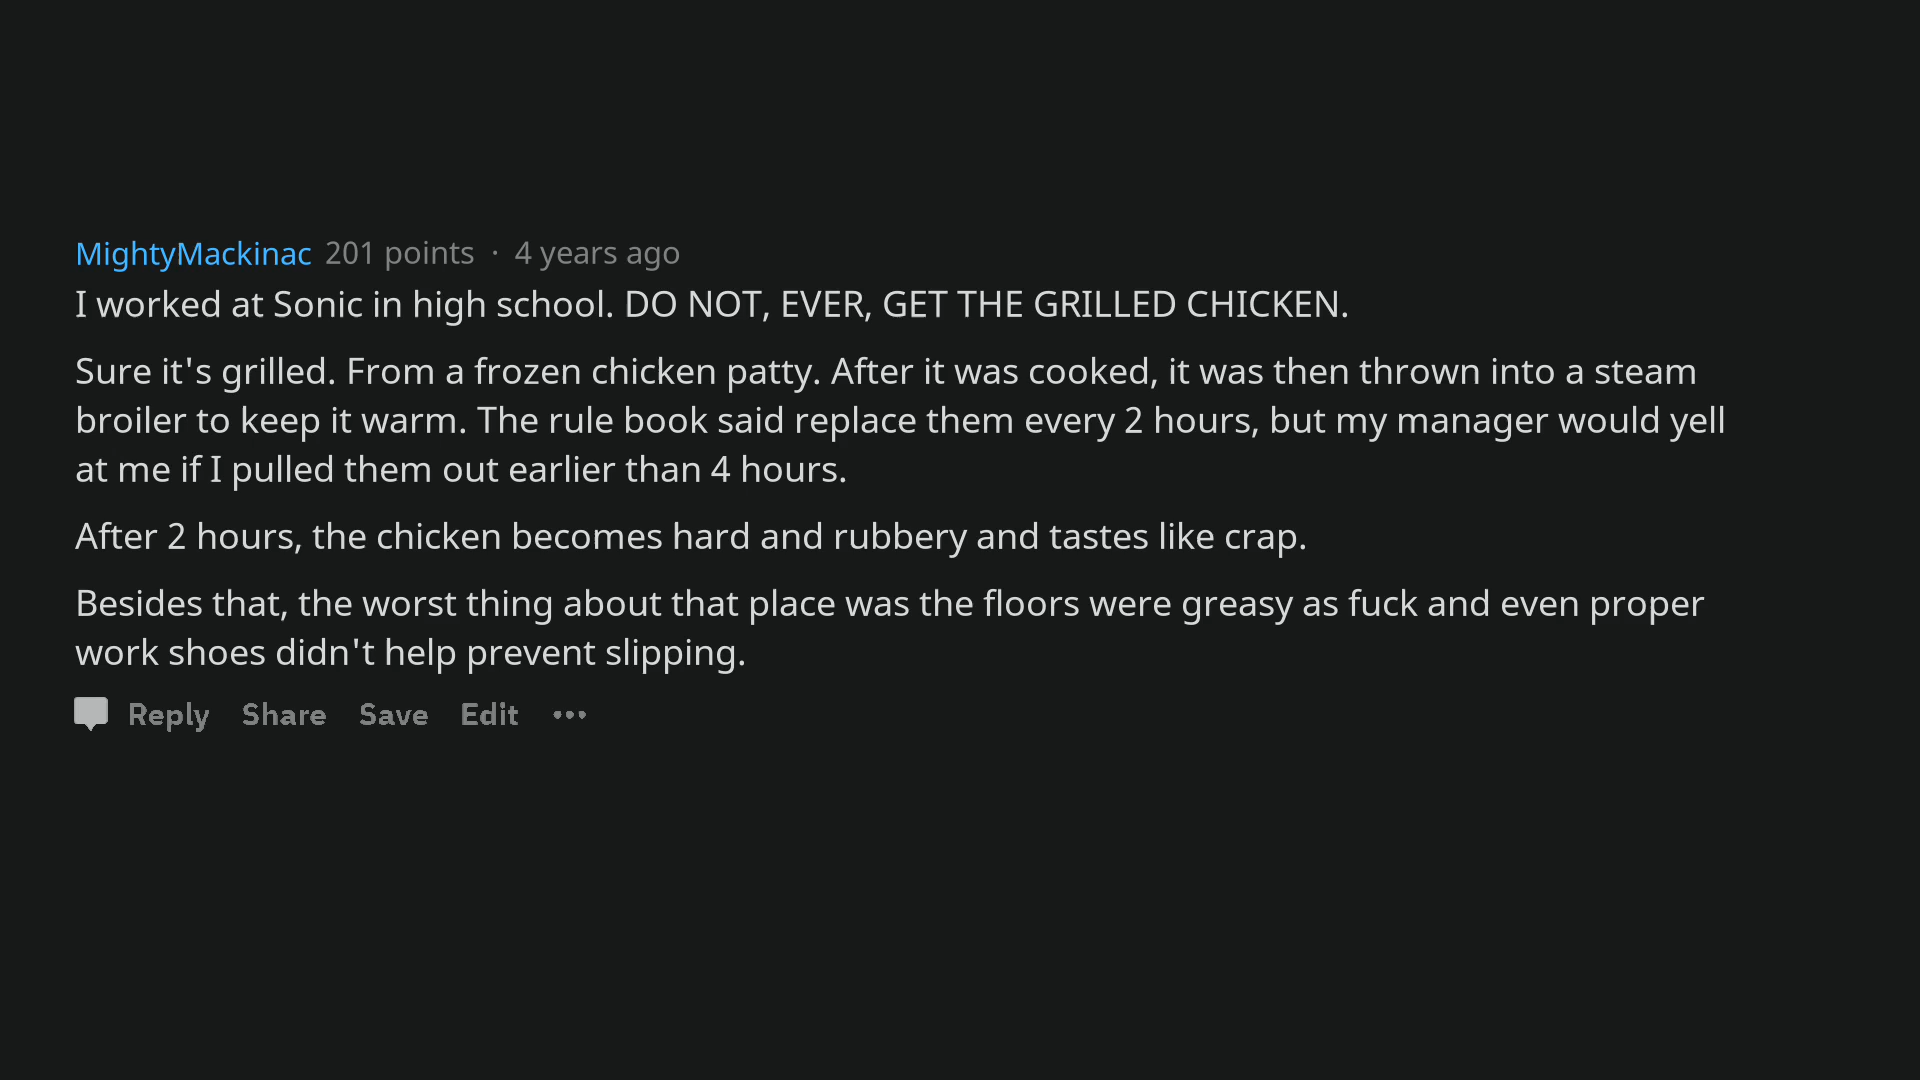 MightyMackinac 201 points · 4 years ago
I worked at Sonic in high school. DO NOT, EVER, GET THE GRILLED CHICKEN.
Sure it's grilled. From a frozen chicken patty. After it was cooked, it was then thrown into a steam
broiler to keep it warm. The rule book said replace them every 2 hours, but my manager would yell
at me if I pulled them out earlier than 4 hours.
After 2 hours, the chicken becomes hard and rubbery and tastes like crap.
Besides that, the worst thing about that place was the floors were greasy as fuck and even proper
work shoes didn't help prevent slipping.
Reply Share Save Edit •••